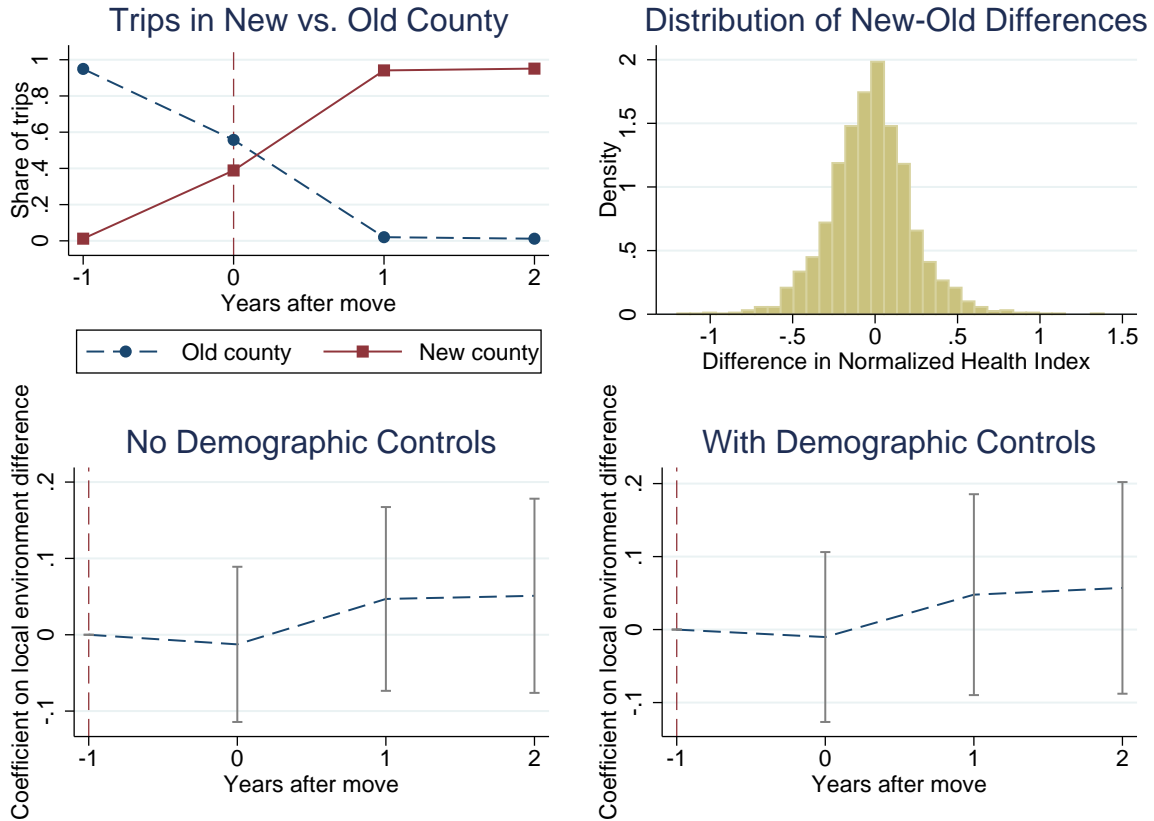 Trips in New vs. Old County
Share of trips
1
.8
.6
.4
.2
0
-1
0
1
2
Years after move
Old county
New county
Distribution of New-Old Differences
Density
2
1.5
1
.5
0
-1
-.5
0
.5
1
1.5
Difference in Normalized Health Index
No Demographic Controls
Coefficient on local environment difference
.2
.1
0
-.1
-1
0
1
2
Years after move
With Demographic Controls
Coefficient on local environment difference
.2
.1
0
-.1
-1
0
1
2
Years after move